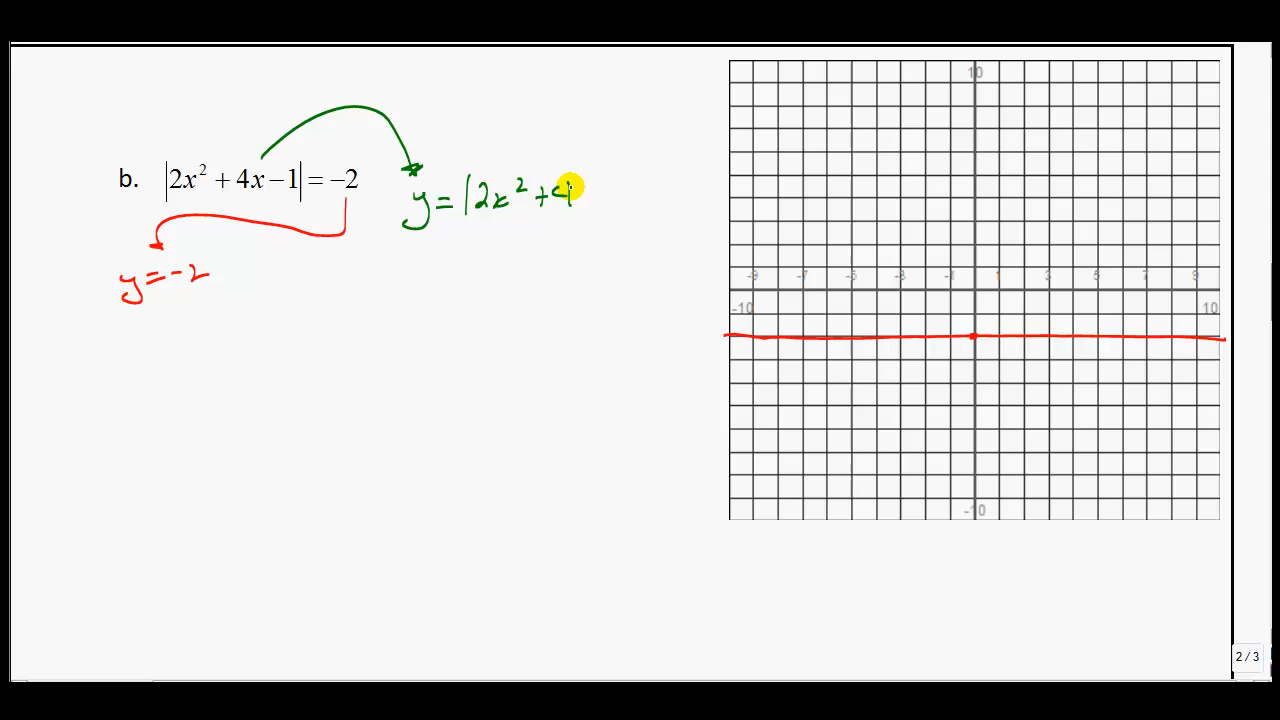 10
b. |2x² + 4x − 1| = −2
y = |2x² + 4
y = -2
-9 -7 -5 -3 -1 1 3 5 7 9
-10 10
-10
2 / 3